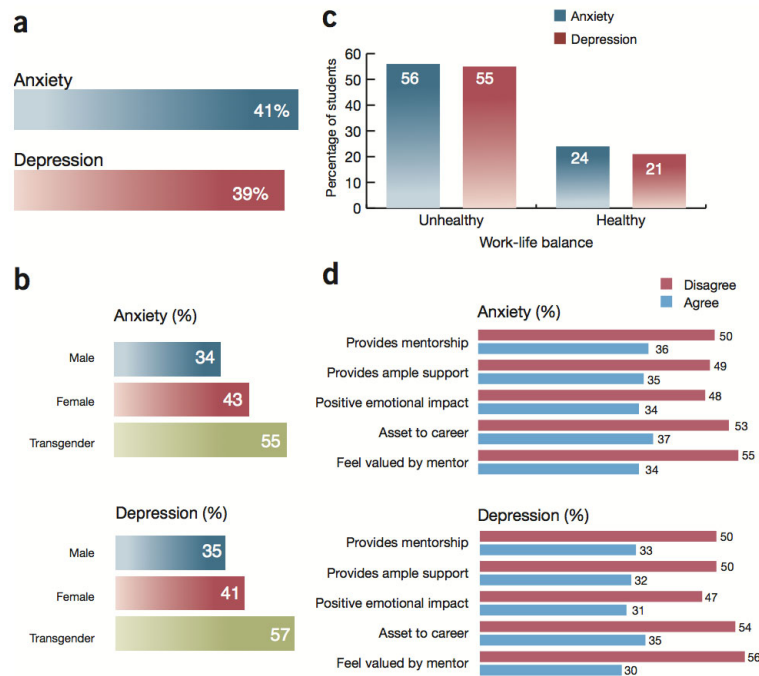 a
Anxiety
41%
Depression
39%
b
Anxiety (%)
Male
34
Female
43
Transgender
55
Depression (%)
Male
35
Female
41
Transgender
57
c
Anxiety
Depression
Percentage of students
60
50
40
30
20
10
0
56
55
24
21
Unhealthy
Healthy
Work-life balance
d
Disagree
Agree
Anxiety (%)
Provides mentorship
50
36
Provides ample support
49
35
Positive emotional impact
48
34
Asset to career
53
37
Feel valued by mentor
55
34
Depression (%)
Provides mentorship
50
33
Provides ample support
50
32
Positive emotional impact
47
31
Asset to career
54
35
Feel valued by mentor
56
30